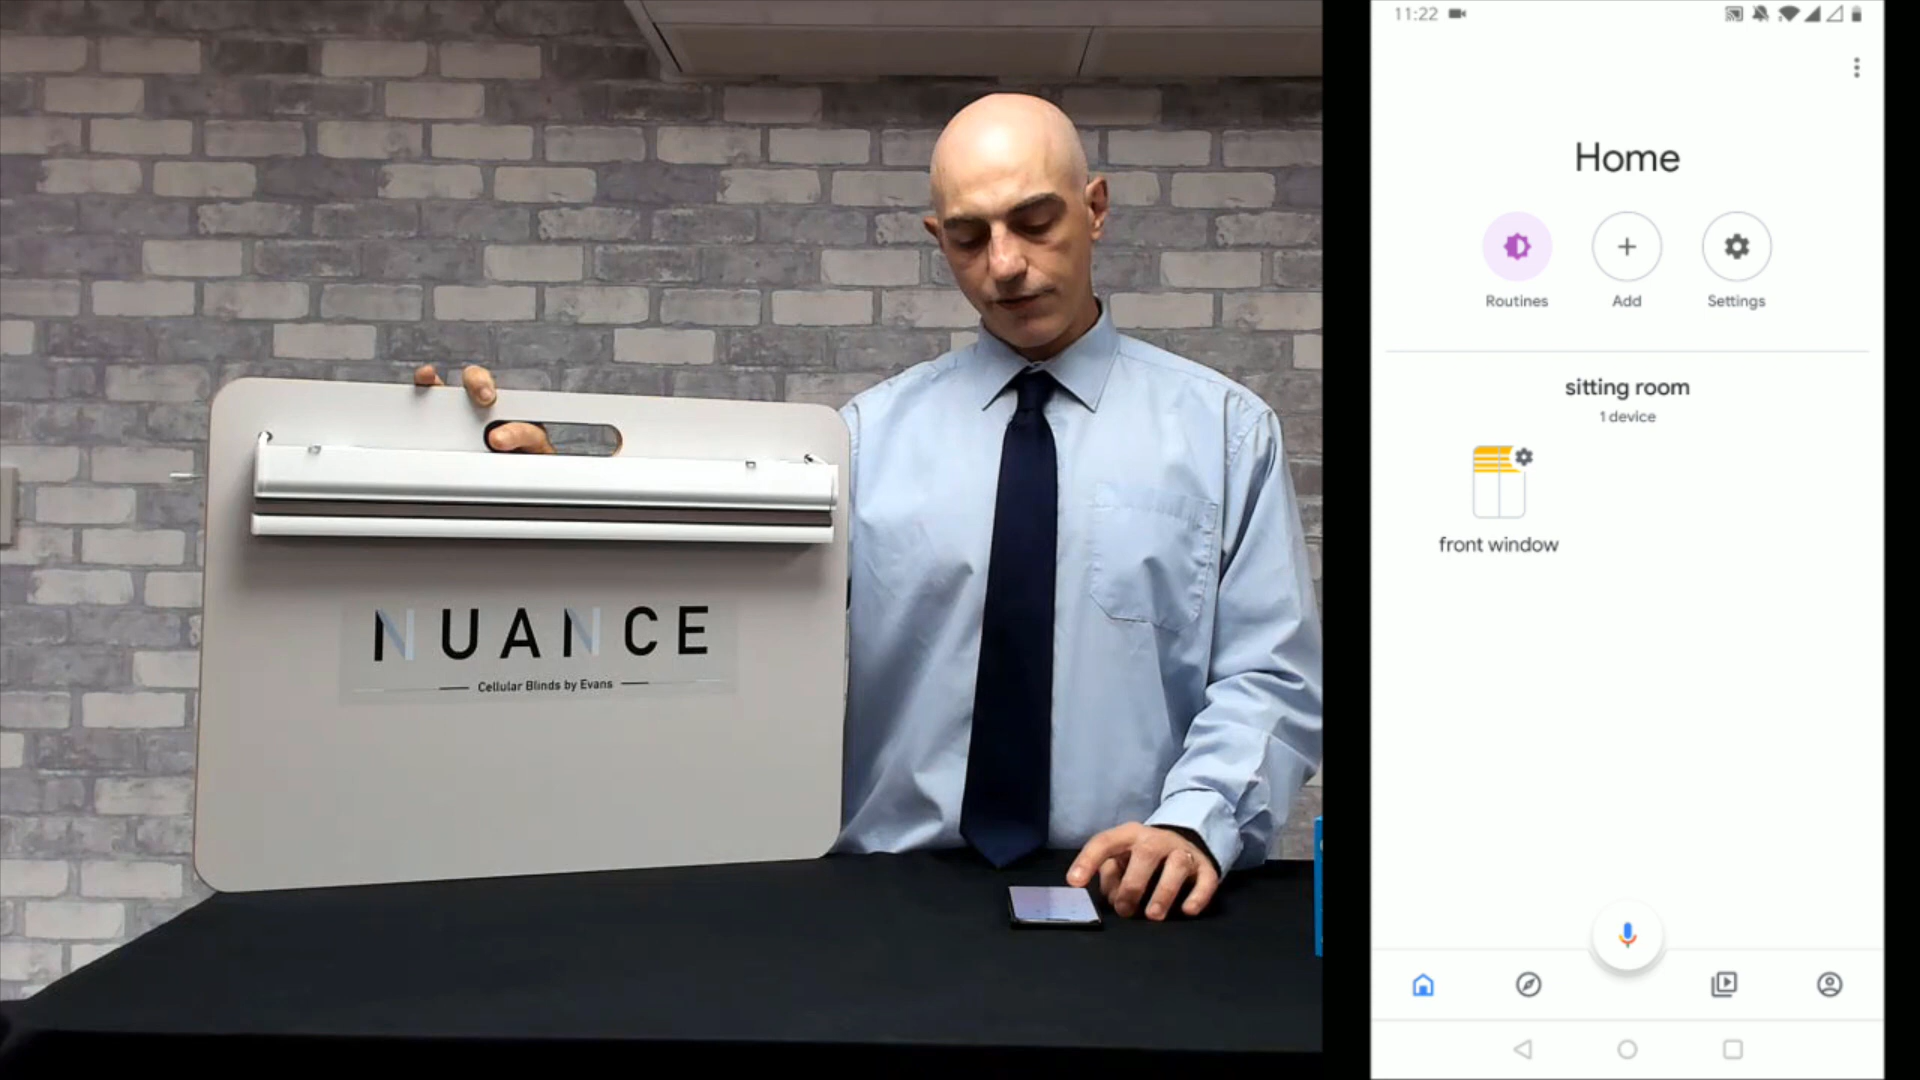 NUANCE
Cellular Blinds by Evans
11:22
Home
Routines
Add
Settings
sitting room
1 device
front window